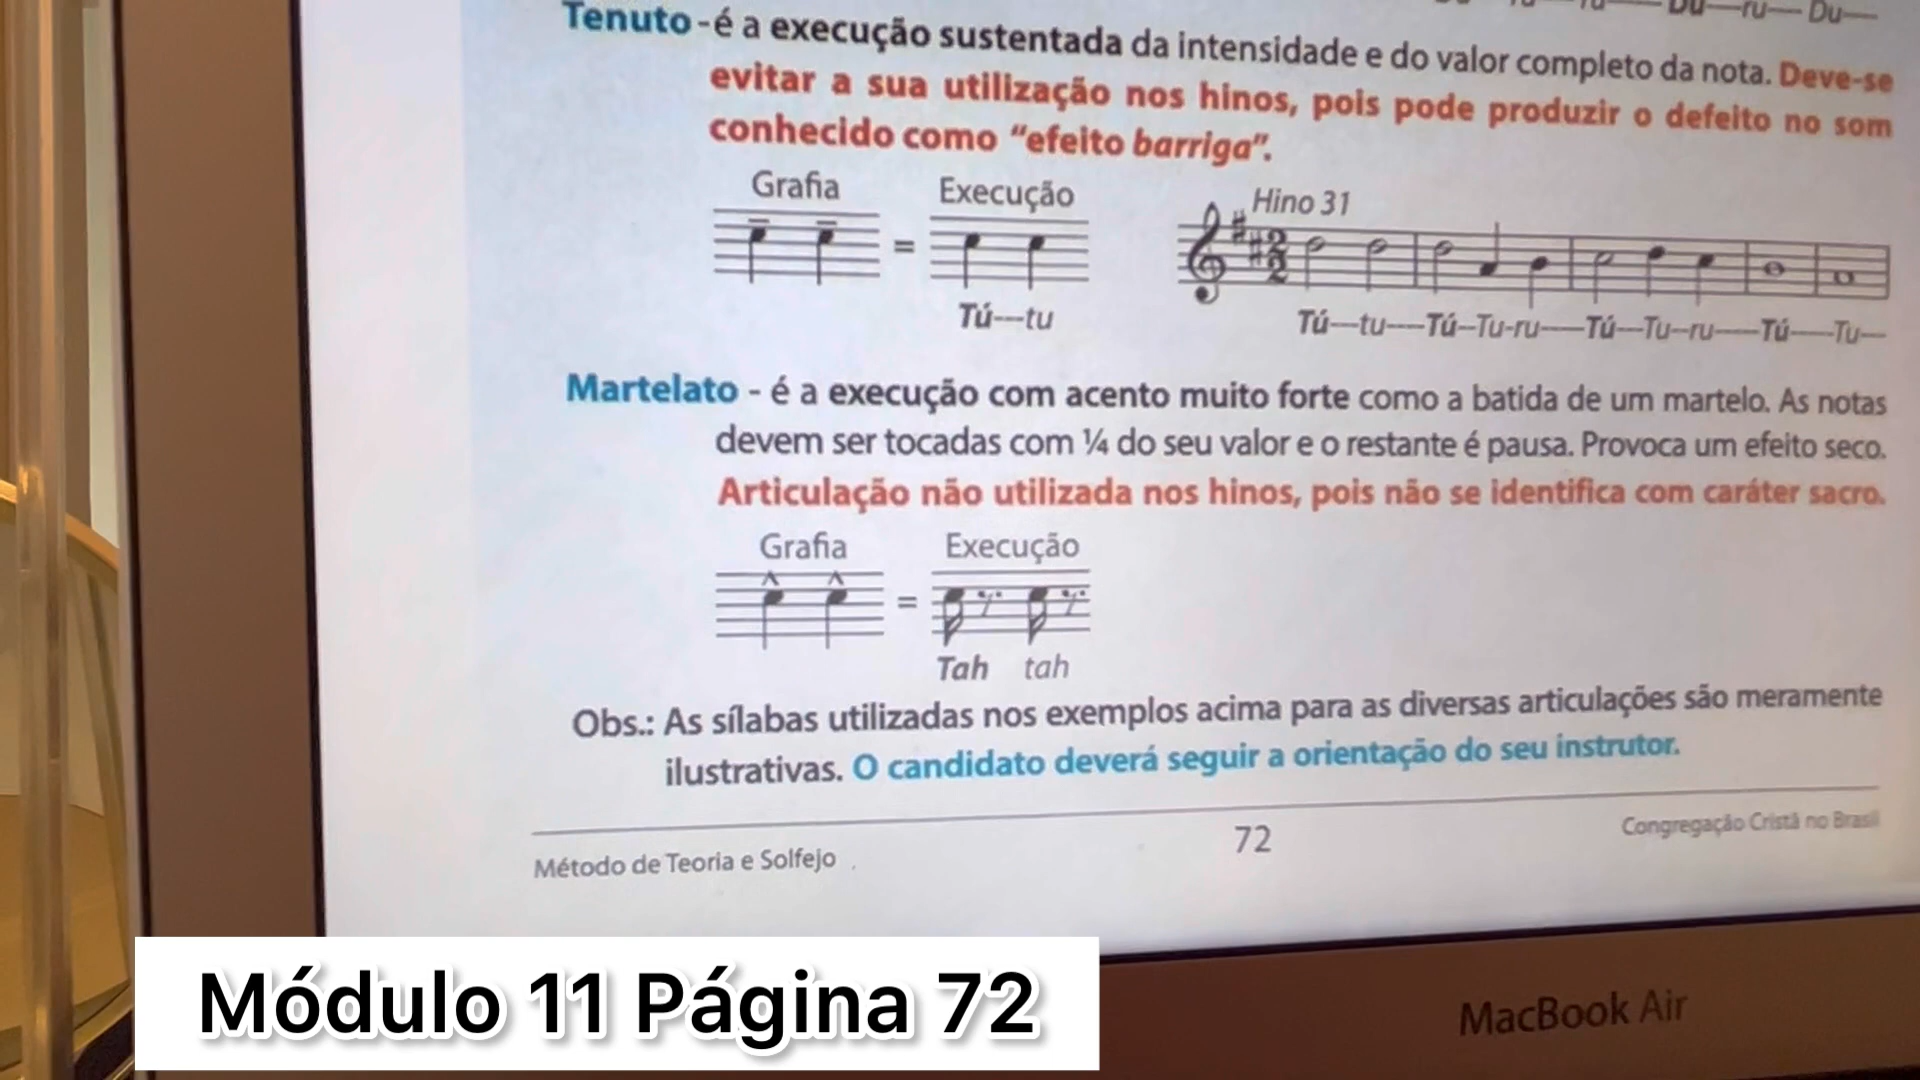 Du—ru— Du—
Tenuto - é a execução sustentada da intensidade e do valor completo da nota. Deve-se
evitar a sua utilização nos hinos, pois pode produzir o defeito no som
conhecido como “efeito barriga”.
Grafia Execução Hino 31
= 2
2
Tú---tu Tú—tu—-Tú–Tu-ru—-Tú—Tu–ru—-Tú—-Tu—
Martelato - é a execução com acento muito forte como a batida de um martelo. As notas
devem ser tocadas com ¼ do seu valor e o restante é pausa. Provoca um efeito seco.
Articulação não utilizada nos hinos, pois não se identifica com caráter sacro.
Grafia Execução
=
Tah tah
Obs.: As sílabas utilizadas nos exemplos acima para as diversas articulações são meramente
ilustrativas. O candidato deverá seguir a orientação do seu instrutor.
Método de Teoria e Solfejo 72 Congregação Cristã no Brasil
Módulo 11 Página 72
MacBook Air